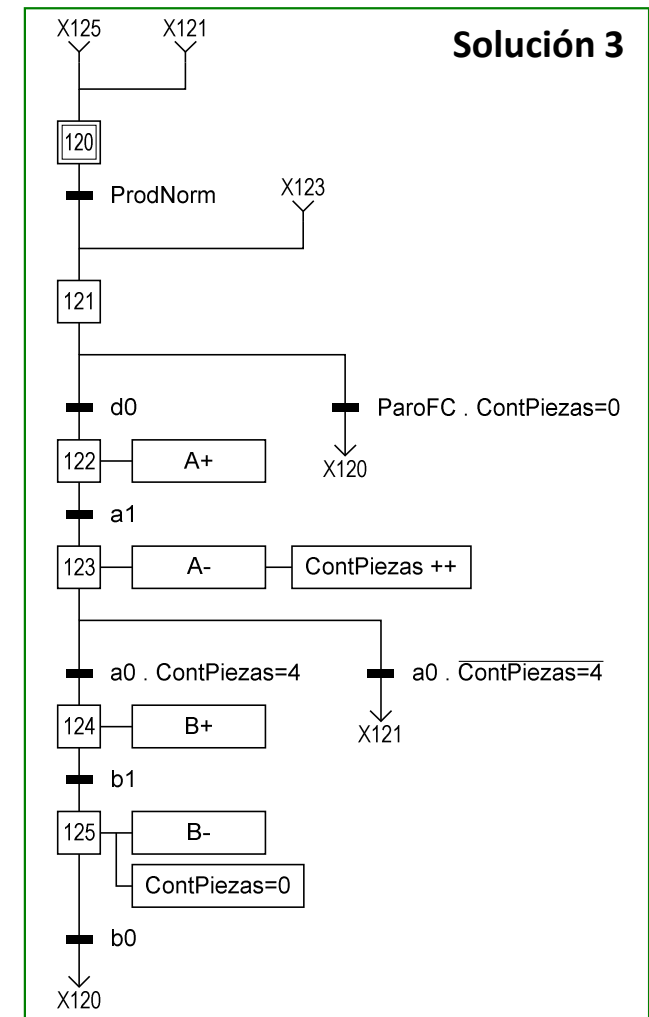 X125 X121 Solución 3
120
ProdNorm X123
121
d0 ParoFC . ContPiezas=0
122 A+ X120
a1
123 A- ContPiezas ++
a0 . ContPiezas=4 a0 . ContPiezas=4
124 B+ X121
b1
125 B-
ContPiezas=0
b0
X120